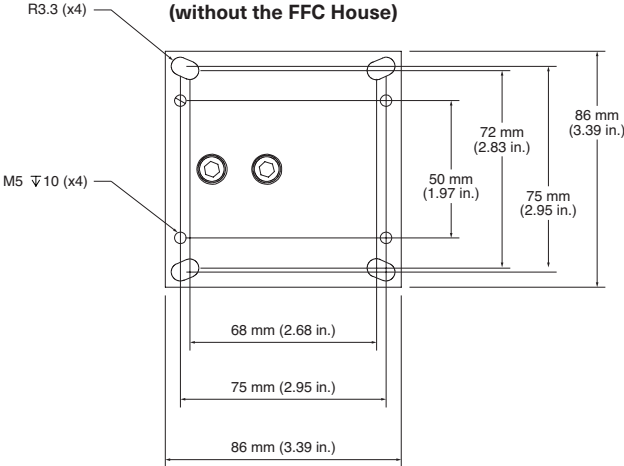 (without the FFC House)
R3.3 (x4)
86 mm
(3.39 in.)
72 mm
(2.83 in.)
50 mm
(1.97 in.)
75 mm
(2.95 in.)
M5 ↧10 (x4)
68 mm (2.68 in.)
75 mm (2.95 in.)
86 mm (3.39 in.)